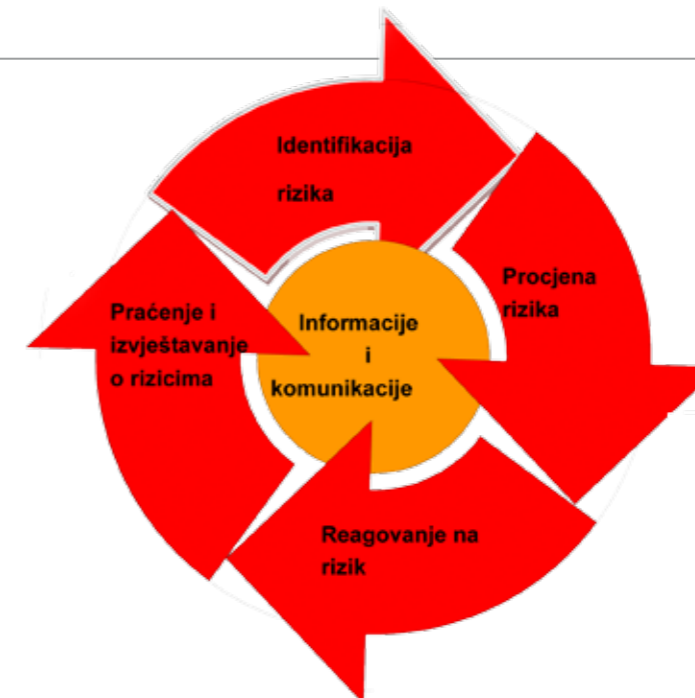 Identifikacija
rizika
Procjena
rizika
Praćenje i
izvještavanje
o rizicima
Informacije
i
komunikacije
Reagovanje na
rizik